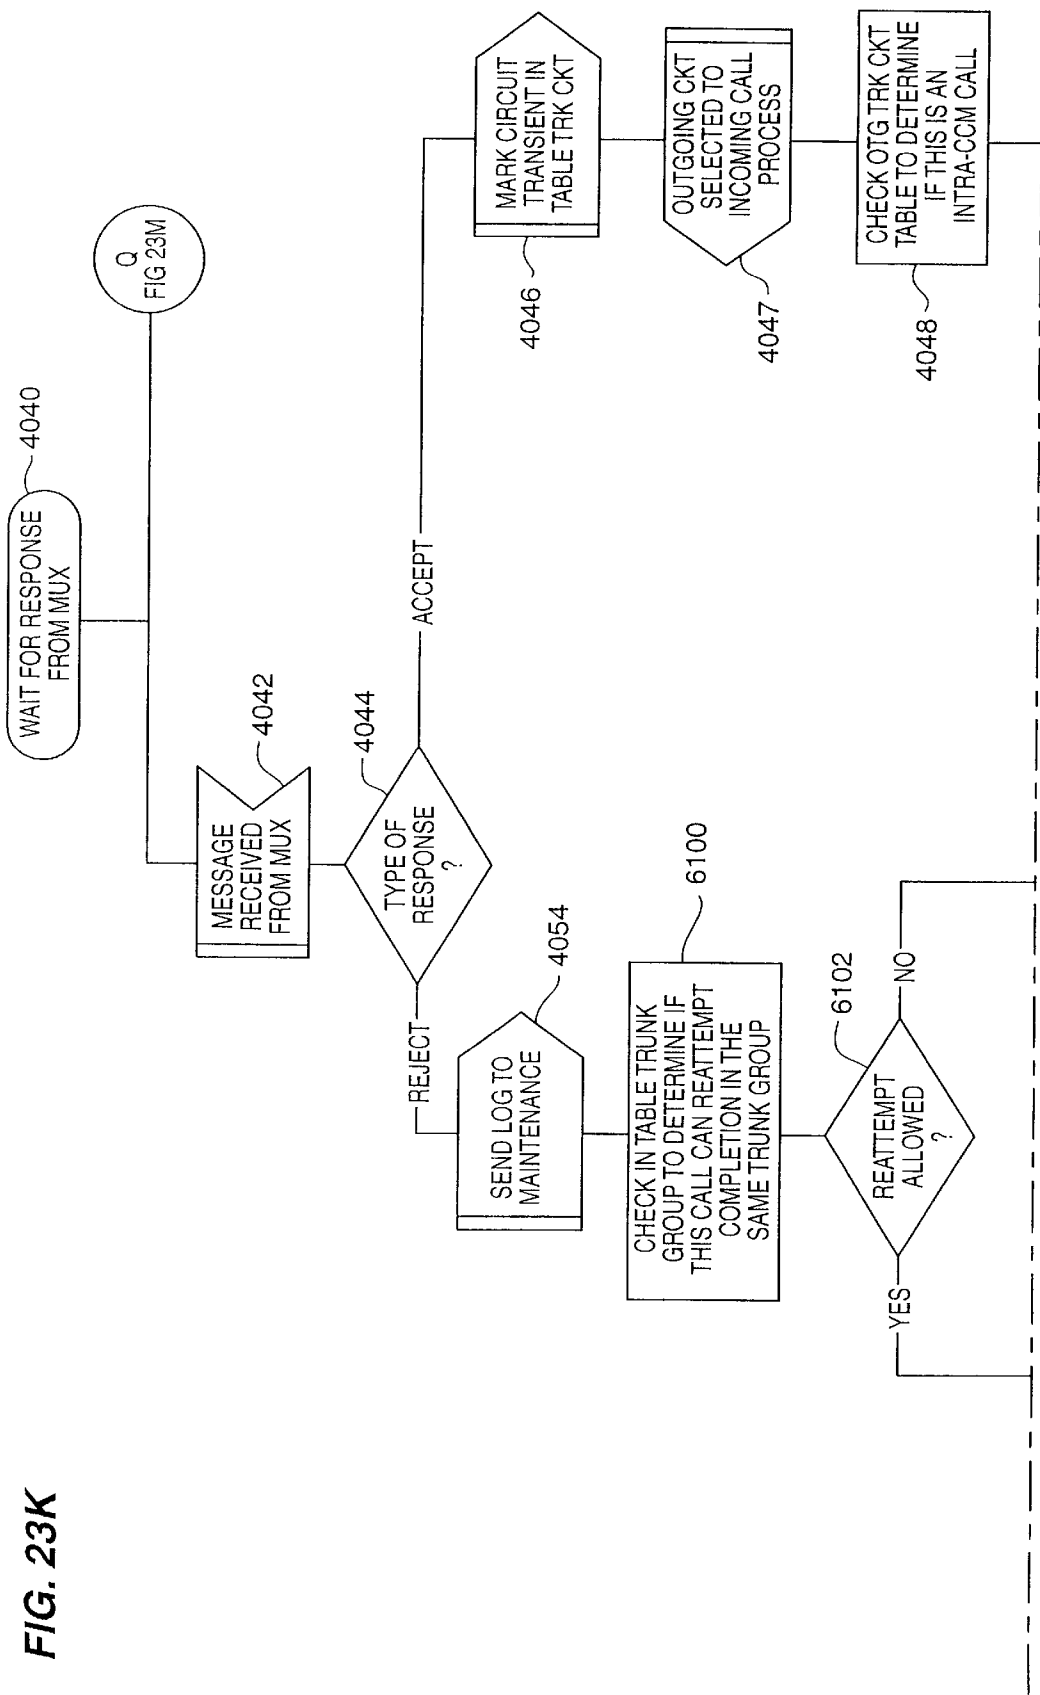 FIG. 23K
WAIT FOR RESPONSE
FROM MUX
4040
Q
FIG 23M
MESSAGE
RECEIVED
FROM MUX
4042
TYPE OF
RESPONSE
?
4044
REJECT
ACCEPT
SEND LOG TO
MAINTENANCE
4054
CHECK IN TABLE TRUNK
GROUP TO DETERMINE IF
THIS CALL CAN REATTEMPT
COMPLETION IN THE
SAME TRUNK GROUP
6100
REATTEMPT
ALLOWED
?
6102
YES
NO
MARK CIRCUIT
TRANSIENT IN
TABLE TRK CKT
4046
OUTGOING CKT
SELECTED TO
INCOMING CALL
PROCESS
4047
CHECK OTG TRK CKT
TABLE TO DETERMINE
IF THIS IS AN
INTRA-CCM CALL
4048